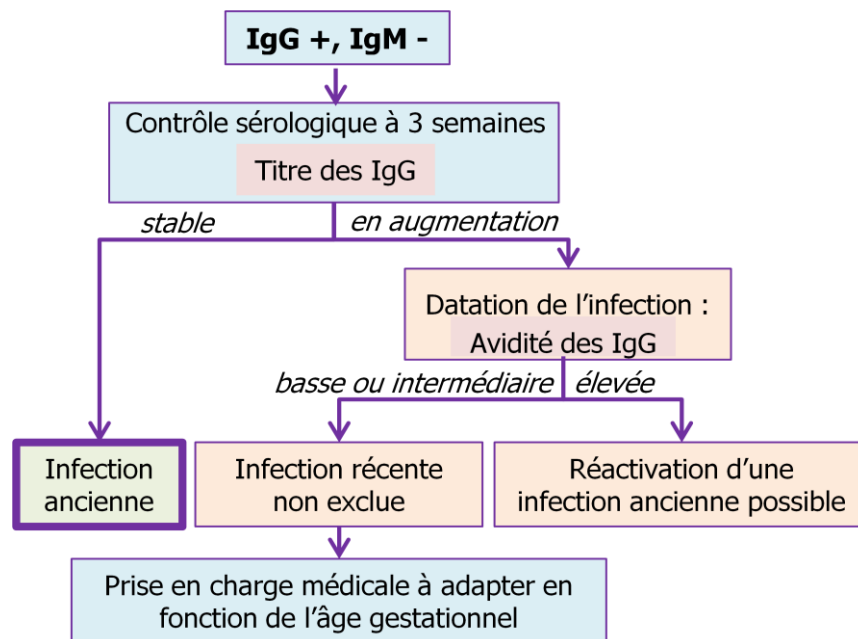 IgG +, IgM -
Contrôle sérologique à 3 semaines
Titre des IgG
stable
en augmentation
Datation de l’infection :
Avidité des IgG
basse ou intermédiaire
élevée
Infection
ancienne
Infection récente
non exclue
Réactivation d’une
infection ancienne possible
Prise en charge médicale à adapter en
fonction de l’âge gestationnel